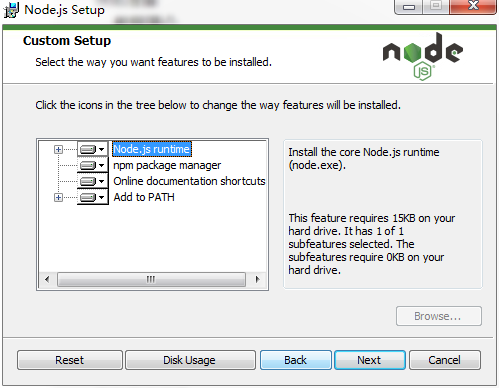 Node.js Setup
Custom Setup
Select the way you want features to be installed.
node
JS
Click the icons in the tree below to change the way features will be installed.
Node.js runtime
npm package manager
Online documentation shortcuts
Add to PATH
Install the core Node.js runtime
(node.exe).
This feature requires 15KB on your
hard drive. It has 1 of 1
subfeatures selected. The
subfeatures require 0KB on your
hard drive.
Browse...
Reset
Disk Usage
Back
Next
Cancel